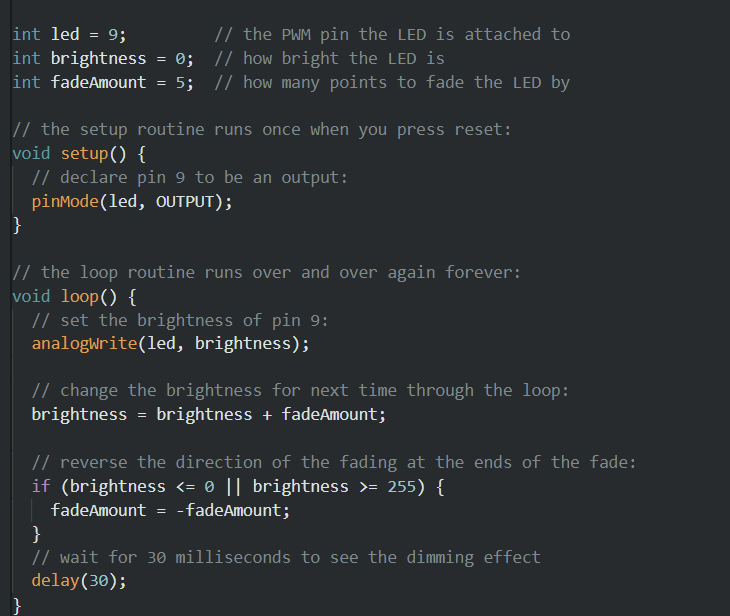 int led = 9;         // the PWM pin the LED is attached to
int brightness = 0;  // how bright the LED is
int fadeAmount = 5;  // how many points to fade the LED by

// the setup routine runs once when you press reset:
void setup() {
  // declare pin 9 to be an output:
  pinMode(led, OUTPUT);
}

// the loop routine runs over and over again forever:
void loop() {
  // set the brightness of pin 9:
  analogWrite(led, brightness);

  // change the brightness for next time through the loop:
  brightness = brightness + fadeAmount;

  // reverse the direction of the fading at the ends of the fade:
  if (brightness <= 0 || brightness >= 255) {
    fadeAmount = -fadeAmount;
  }
  // wait for 30 milliseconds to see the dimming effect
  delay(30);
}